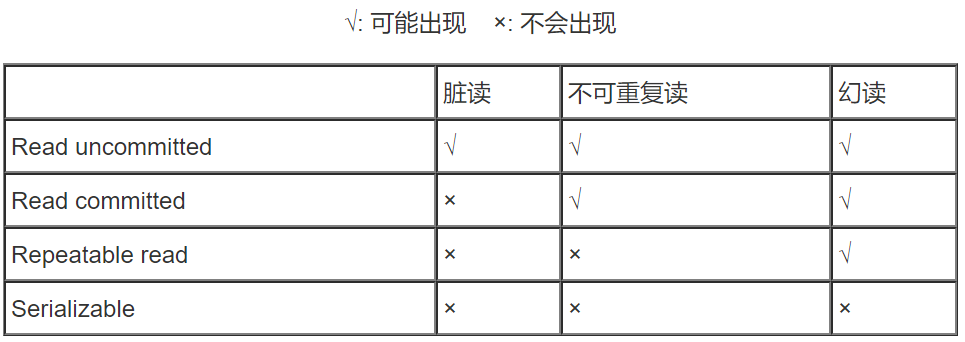 √: 可能出现 ×: 不会出现
脏读 不可重复读 幻读
Read uncommitted √ √ √
Read committed × √ √
Repeatable read × × √
Serializable × × ×